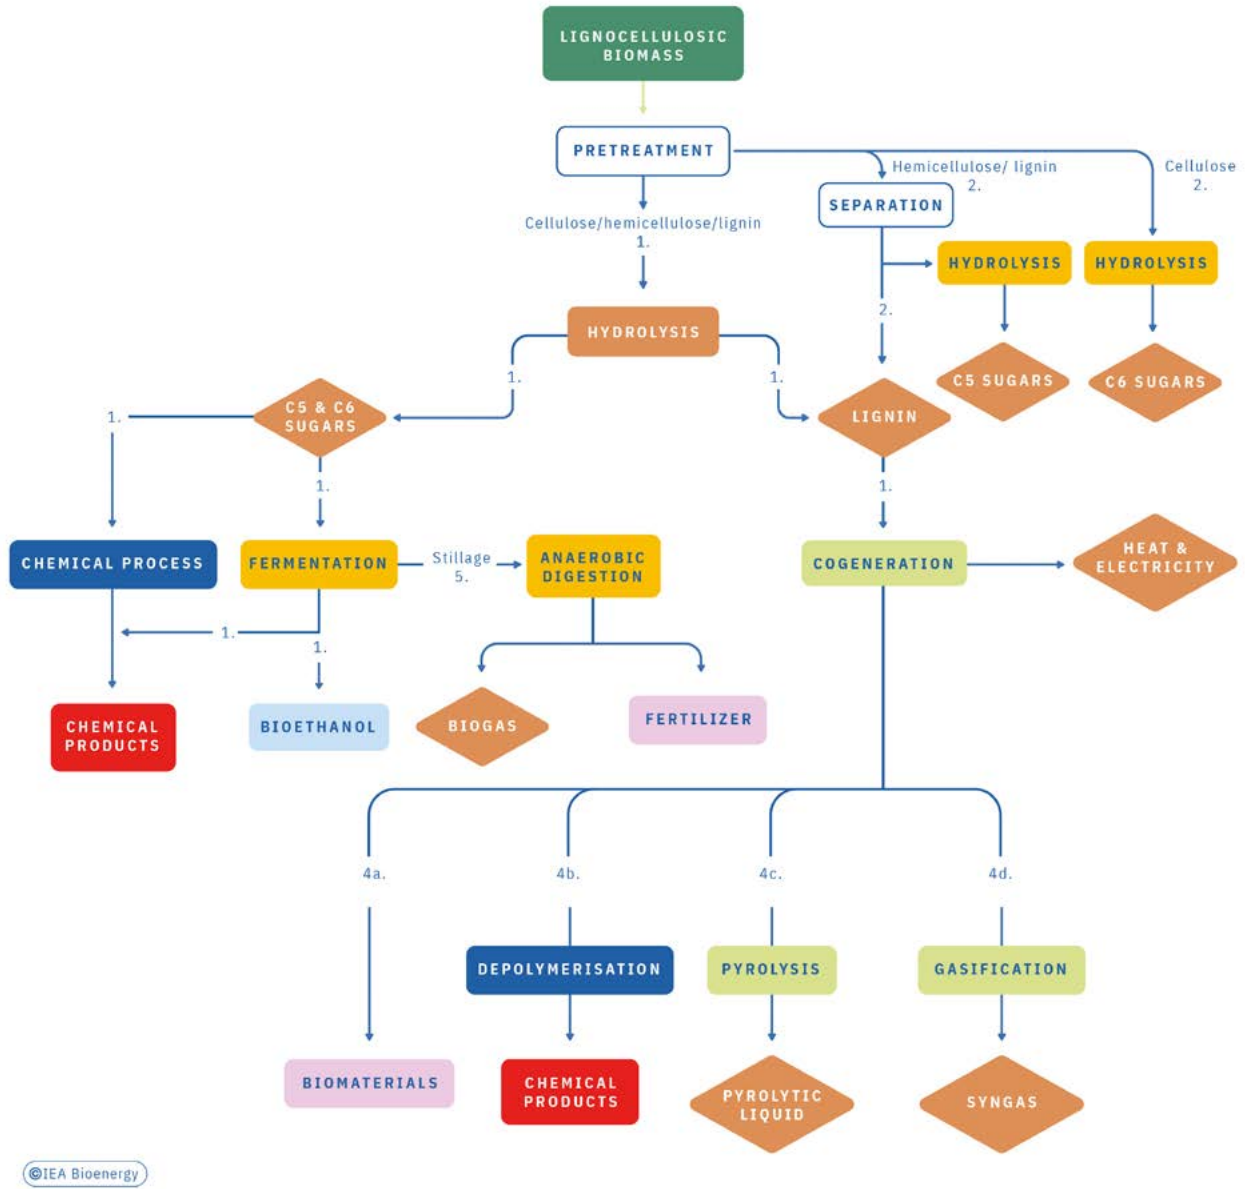 LIGNOCELLULOSIC
BIOMASS
PRETREATMENT
Hemicellulose/ lignin
2.
Cellulose
2.
SEPARATION
Cellulose/hemicellulose/lignin
1.
HYDROLYSIS
HYDROLYSIS
2.
HYDROLYSIS
1.
1.
C5 SUGARS
C6 SUGARS
C5 & C6
SUGARS
1.
LIGNIN
1.
1.
CHEMICAL PROCESS
FERMENTATION
Stillage
5.
ANAEROBIC
DIGESTION
COGENERATION
HEAT &
ELECTRICITY
1.
1.
CHEMICAL
PRODUCTS
BIOETHANOL
BIOGAS
FERTILIZER
4a.
4b.
4c.
4d.
DEPOLYMERISATION
PYROLYSIS
GASIFICATION
BIOMATERIALS
CHEMICAL
PRODUCTS
PYROLYTIC
LIQUID
SYNGAS
©IEA Bioenergy